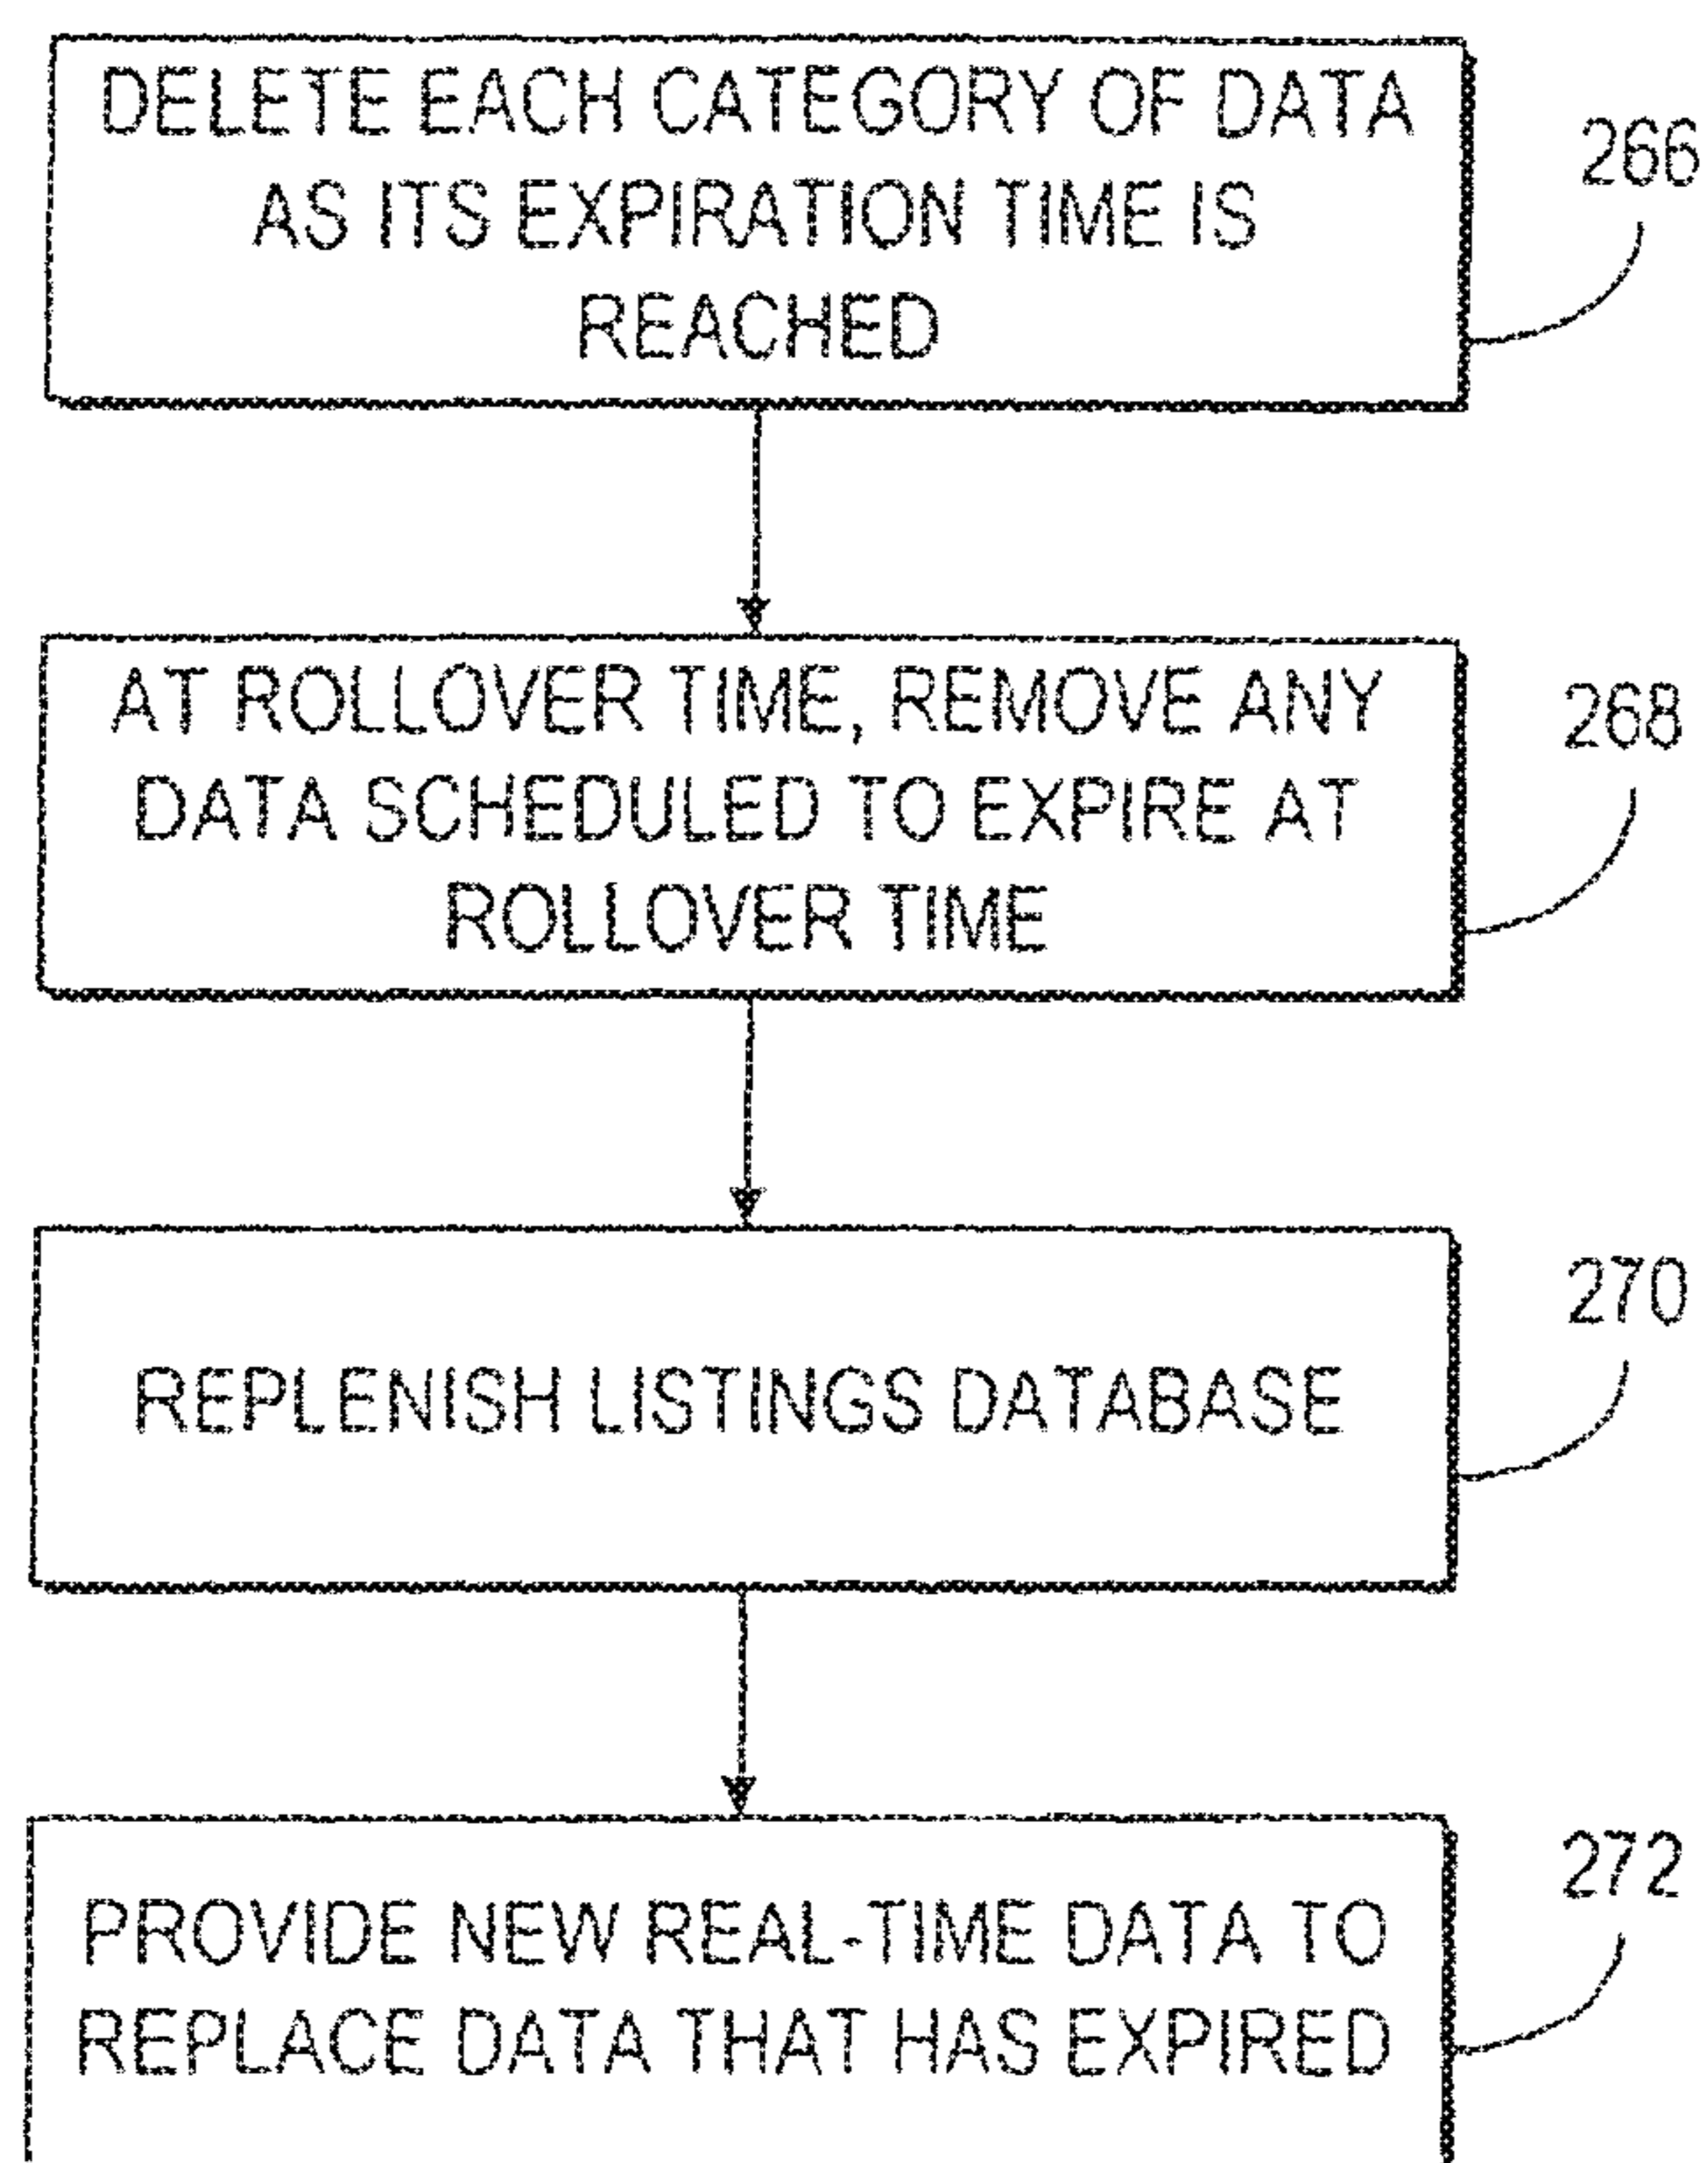 DELETE EACH CATEGORY OF DATA
AS ITS EXPIRATION TIME IS
REACHED
266
AT ROLLOVER TIME, REMOVE ANY
DATA SCHEDULED TO EXPIRE AT
ROLLOVER TIME
268
REPLENISH LISTINGS DATABASE
270
PROVIDE NEW REAL-TIME DATA TO
REPLACE DATA THAT HAS EXPIRED
272